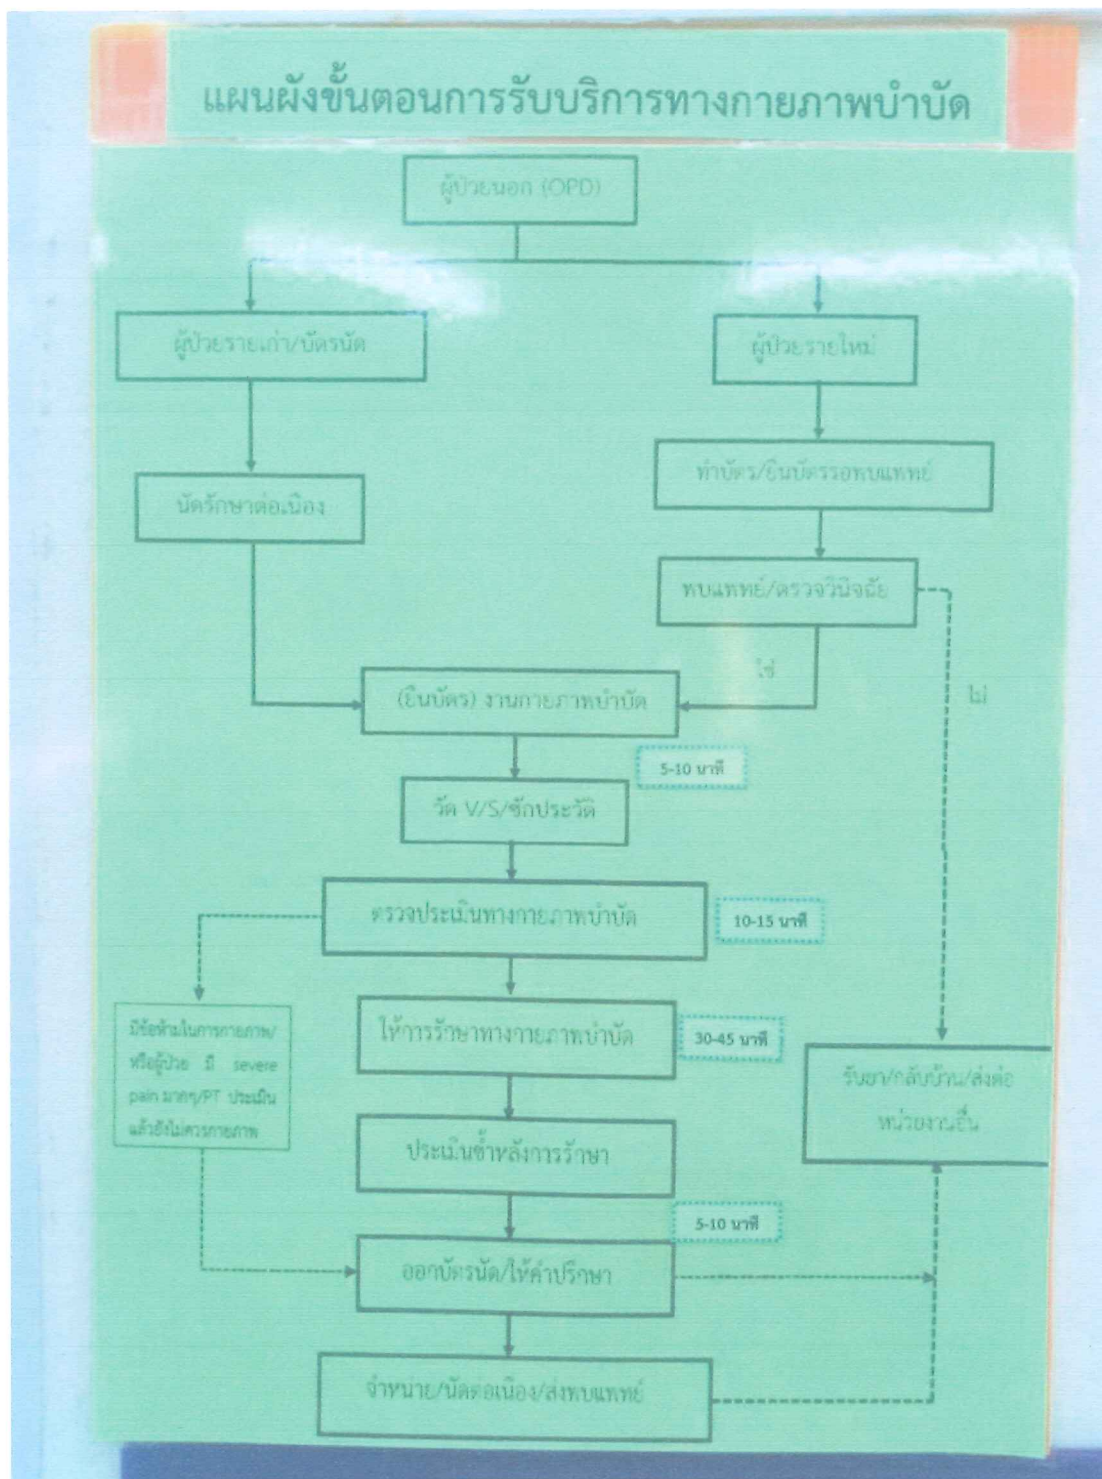 แผนผังขั้นตอนการรับบริการทางกายภาพบำบัด
ผู้ป่วยนอก (OPD)
ผู้ป่วยรายเก่า/บัตรนัด
ผู้ป่วยรายใหม่
ทำบัตร/ยื่นบัตรรอพบแพทย์
นัดรักษาต่อเนื่อง
พบแพทย์/ตรวจวินิจฉัย
ใช่
ไม่
(ยื่นบัตร) งานกายภาพบำบัด
5-10 นาที
วัด V/S/ซักประวัติ
ตรวจประเมินทางกายภาพบำบัด
10-15 นาที
มีข้อห้ามในการกายภาพ/
หรือผู้ป่วย มี severe
pain มากๆ/PT ประเมิน
แล้วยังไม่ควรกายภาพ
ให้การรักษาทางกายภาพบำบัด
30-45 นาที
รับยา/กลับบ้าน/ส่งต่อ
หน่วยงานอื่น
ประเมินซ้ำหลังการรักษา
5-10 นาที
ออกบัตรนัด/ให้คำปรึกษา
จำหน่าย/นัดต่อเนื่อง/ส่งพบแพทย์